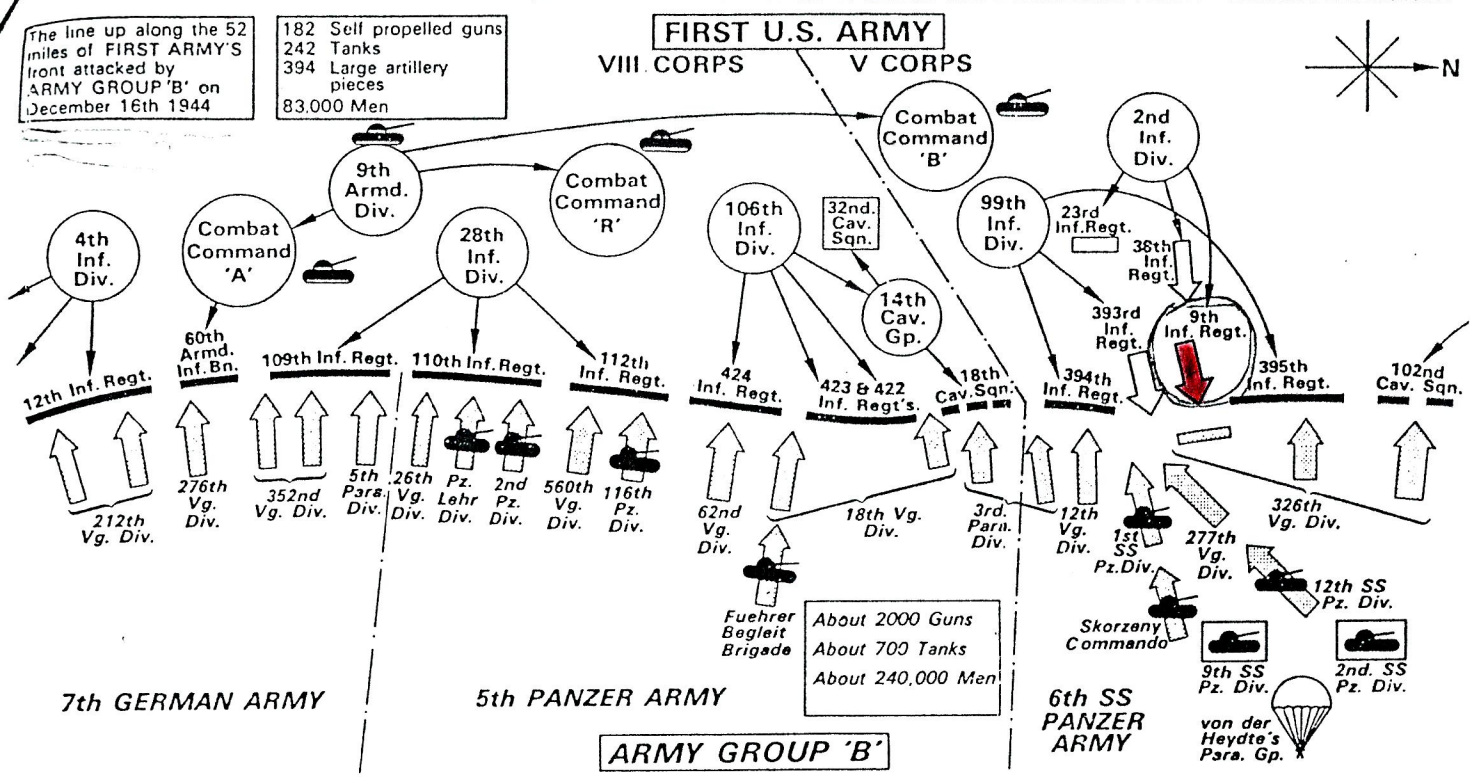 The line up along the 52
miles of FIRST ARMY'S
front attacked by
ARMY GROUP 'B' on
December 16th 1944
182 Self propelled guns
242 Tanks
394 Large artillery
pieces
83,000 Men
FIRST U.S. ARMY
VIII CORPS
V CORPS
N
4th
Inf.
Div.
Combat
Command
'A'
9th
Armd.
Div.
28th
Inf.
Div.
Combat
Command
'R'
106th
Inf.
Div.
32nd.
Cav.
Sqn.
14th
Cav.
Gp.
Combat
Command
'B'
99th
Inf.
Div.
2nd
Inf.
Div.
23rd
Inf.Regt.
38th
Inf.
Regt.
393rd
Inf.
Regt.
9th
Inf. Regt.
12th Inf. Regt.
60th
Armd.
Inf.Bn.
109th Inf. Regt.
110th Inf. Regt.
112th
Inf. Regt.
424
Inf. Regt
423 & 422
Inf. Regt's.
18th
Cav.Sqn.
394th
Inf. Regt.
395th
Inf. Regt.
102nd
Cav. Sqn.
212th
Vg. Div.
276th
Vg.
Div.
352nd
Vg. Div.
5th
Para.
Div.
26th
Vg.
Div.
Pz.
Lehr
Div.
2nd
Pz.
Div.
560th
Vg.
Div.
116th
Pz.
Div.
62nd
Vg.
Div.
18th Vg.
Div.
3rd.
Para.
Div.
12th
Vg.
Div.
1st
SS
Pz.Div.
277th
Vg.
Div.
326th
Vg. Div.
12th SS
Pz. Div.
Fuehrer
Begleit
Brigade
About 2000 Guns
About 700 Tanks
About 240,000 Men
Skorzeny
Commando
9th SS
Pz. Div.
2nd. SS
Pz. Div.
von der
Heydte's
Para. Gp.
7th GERMAN ARMY
5th PANZER ARMY
6th SS
PANZER
ARMY
ARMY GROUP 'B'